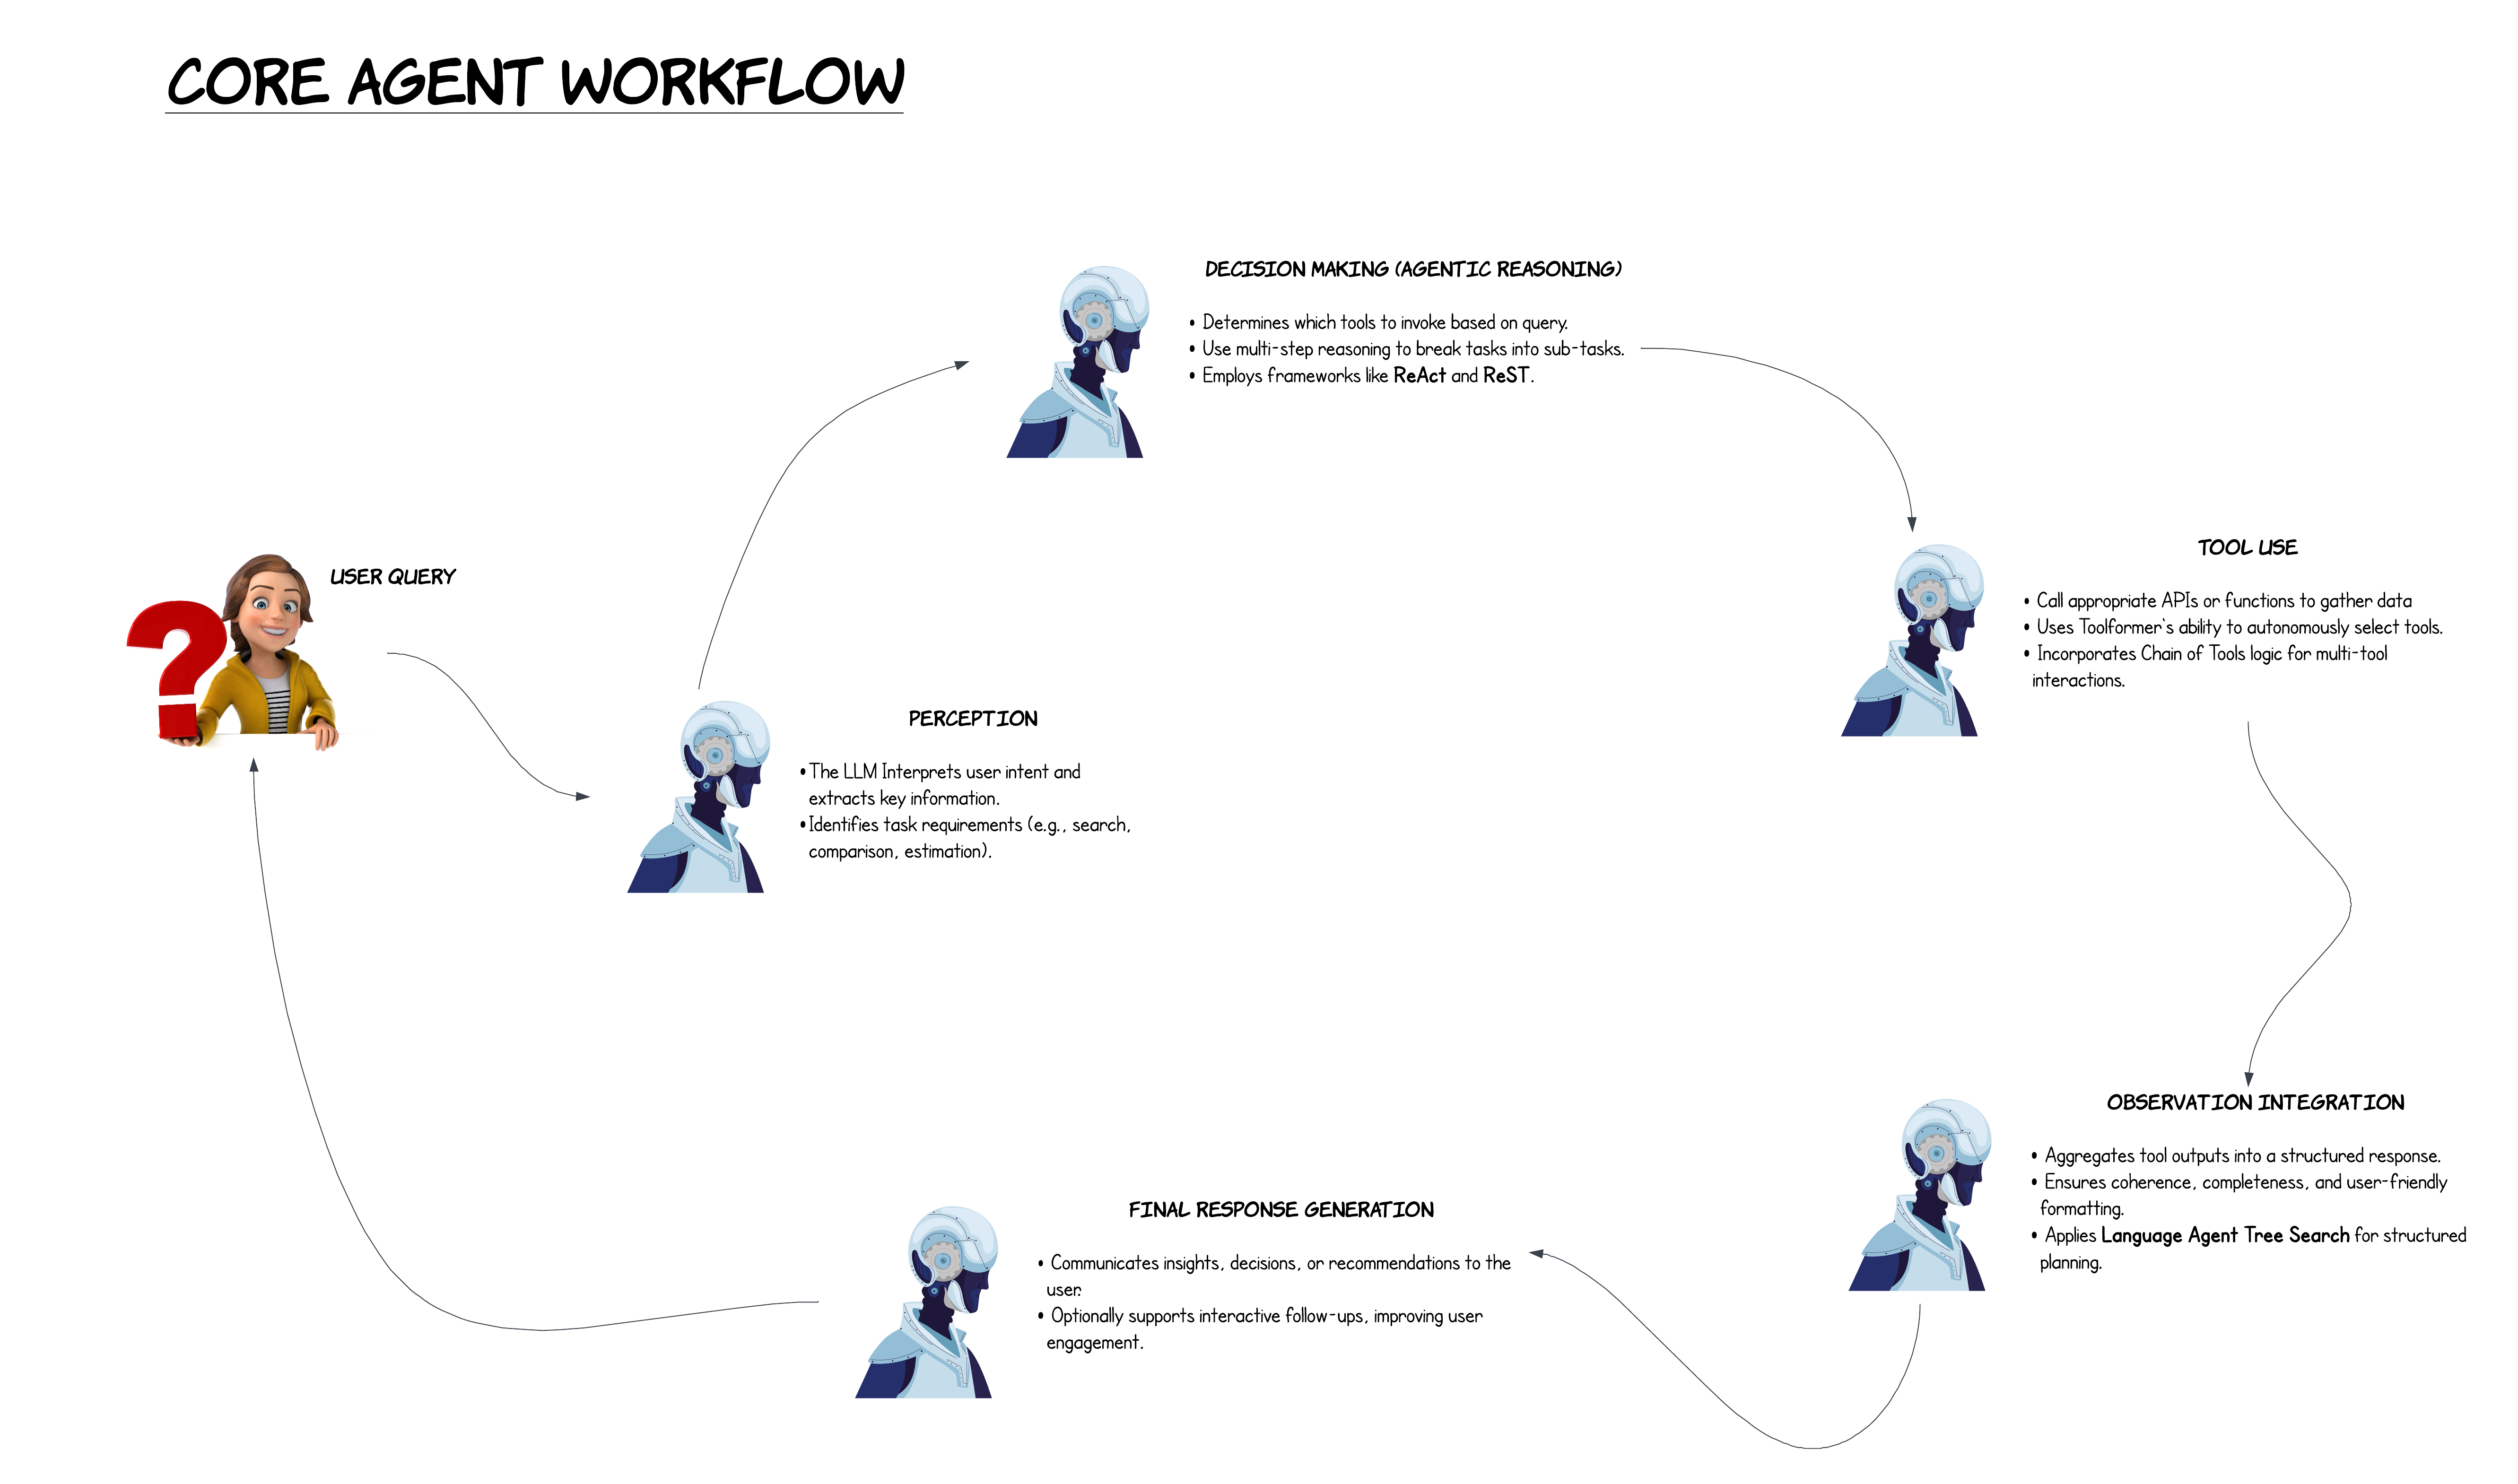 CORE AGENT WORKFLOW
DECISION MAKING (AGENTIC REASONING)
• Determines which tools to invoke based on query.
• Use multi-step reasoning to break tasks into sub-tasks.
• Employs frameworks like ReAct and ReST.
TOOL USE
• Call appropriate APIs or functions to gather data
• Uses Toolformer's ability to autonomously select tools.
• Incorporates Chain of Tools logic for multi-tool
interactions.
USER QUERY
PERCEPTION
• The LLM Interprets user intent and
extracts key information.
• Identifies task requirements (e.g., search,
comparison, estimation).
OBSERVATION INTEGRATION
• Aggregates tool outputs into a structured response.
• Ensures coherence, completeness, and user-friendly
formatting.
• Applies Language Agent Tree Search for structured
planning.
FINAL RESPONSE GENERATION
• Communicates insights, decisions, or recommendations to the
user.
• Optionally supports interactive follow-ups, improving user
engagement.